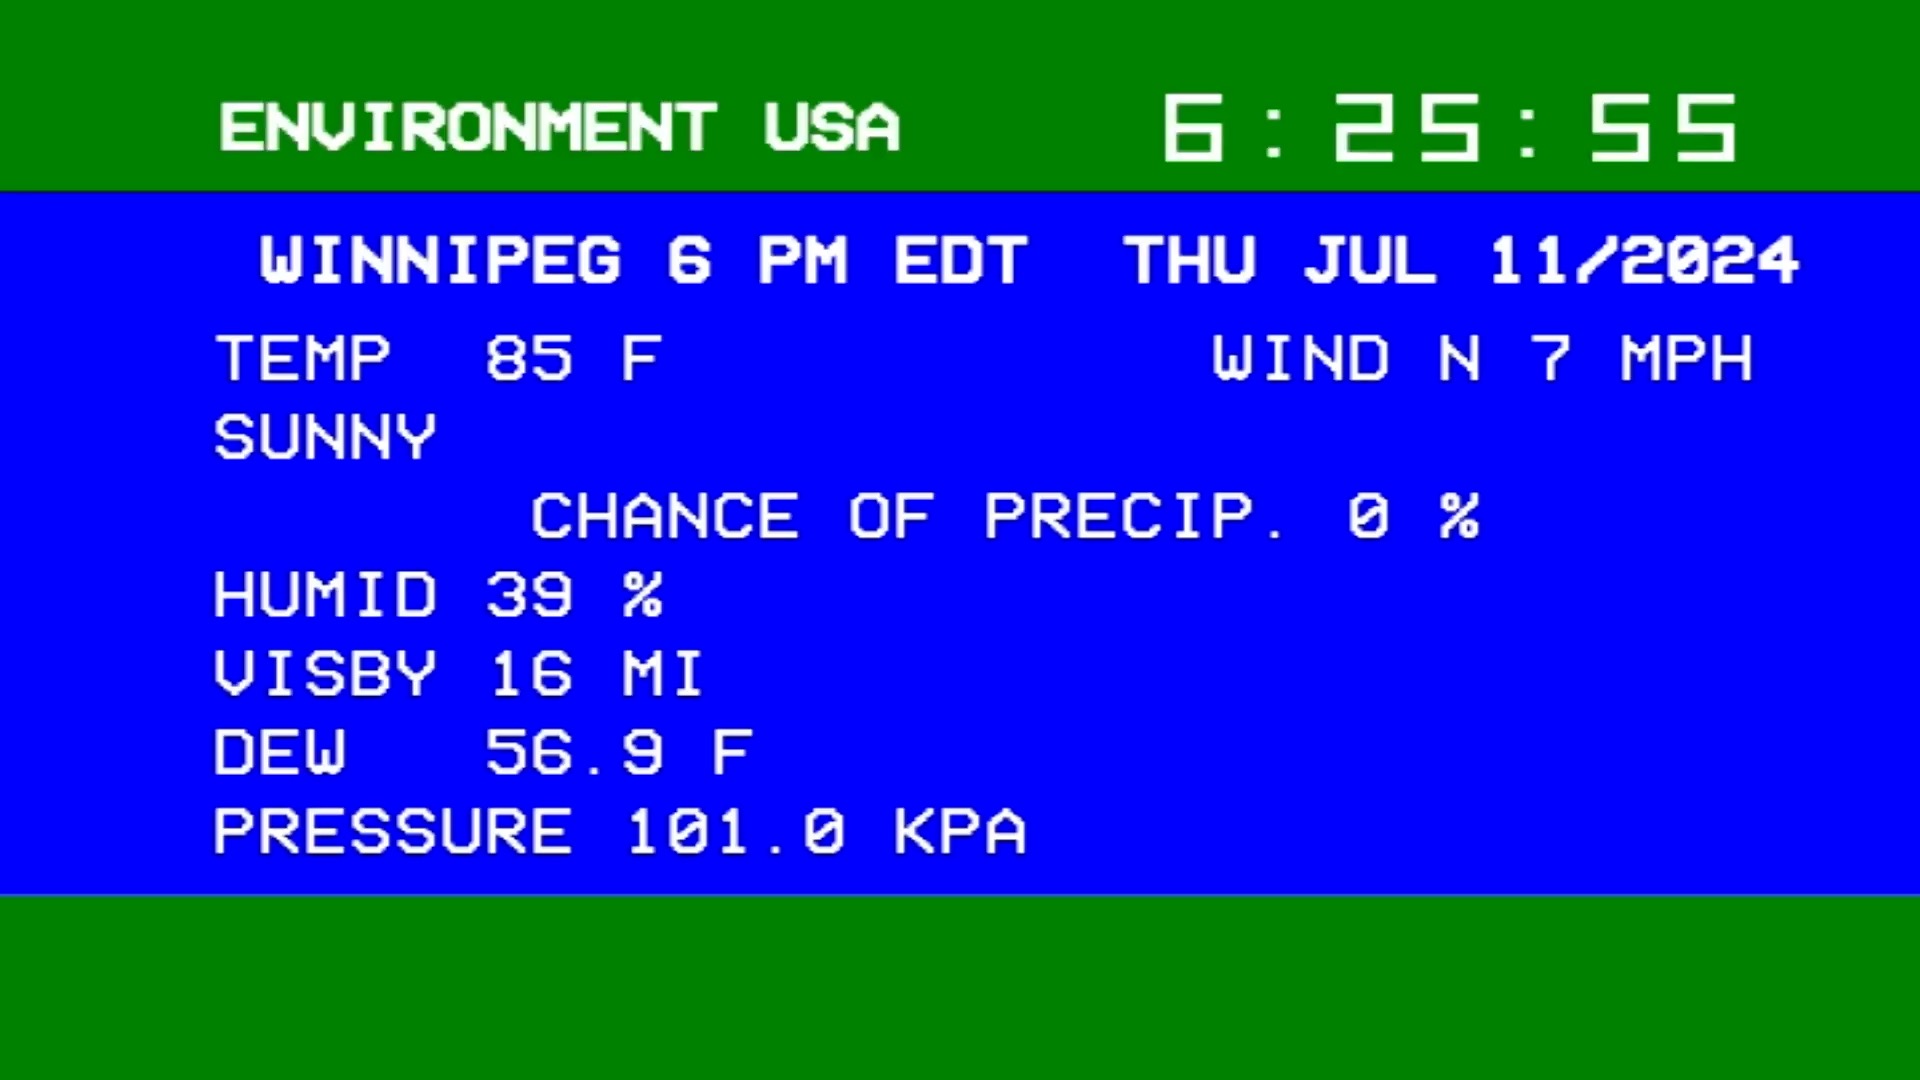 ENVIRONMENT USA 6:25:55
WINNIPEG 6 PM EDT THU JUL 11/2024
TEMP 85 F WIND N 7 MPH
SUNNY
CHANCE OF PRECIP. 0 %
HUMID 39 %
VISBY 16 MI
DEW 56.9 F
PRESSURE 101.0 KPA